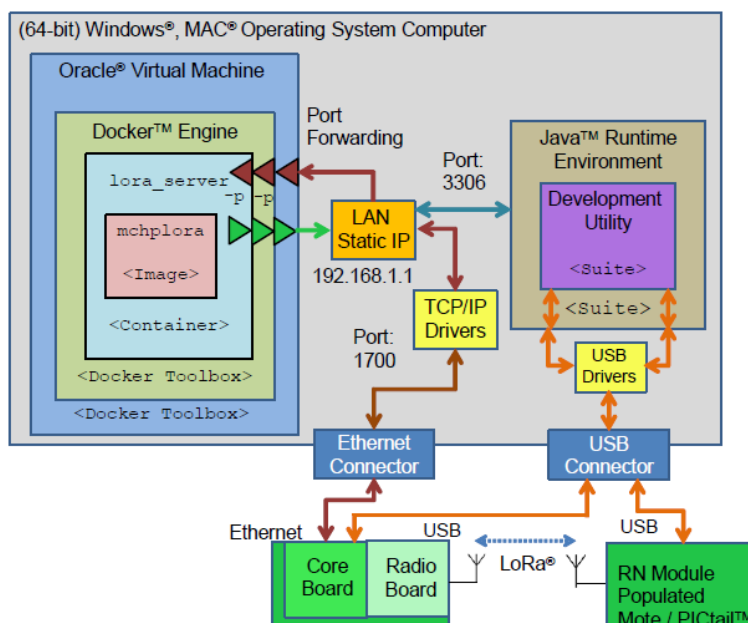 (64-bit) Windows®, MAC® Operating System Computer
Oracle® Virtual Machine
Docker™ Engine
lora_server
-p -p
mchplora
<Image>
<Container>
<Docker Toolbox>
<Docker Toolbox>
Port
Forwarding
LAN
Static IP
192.168.1.1
Port:
3306
Java™ Runtime
Environment
Development
Utility
<Suite>
<Suite>
TCP/IP
Drivers
Port:
1700
USB
Drivers
Ethernet
Connector
USB
Connector
Ethernet
USB
LoRa®
USB
Core
Board
Radio
Board
RN Module
Populated
Mote / PICtail™